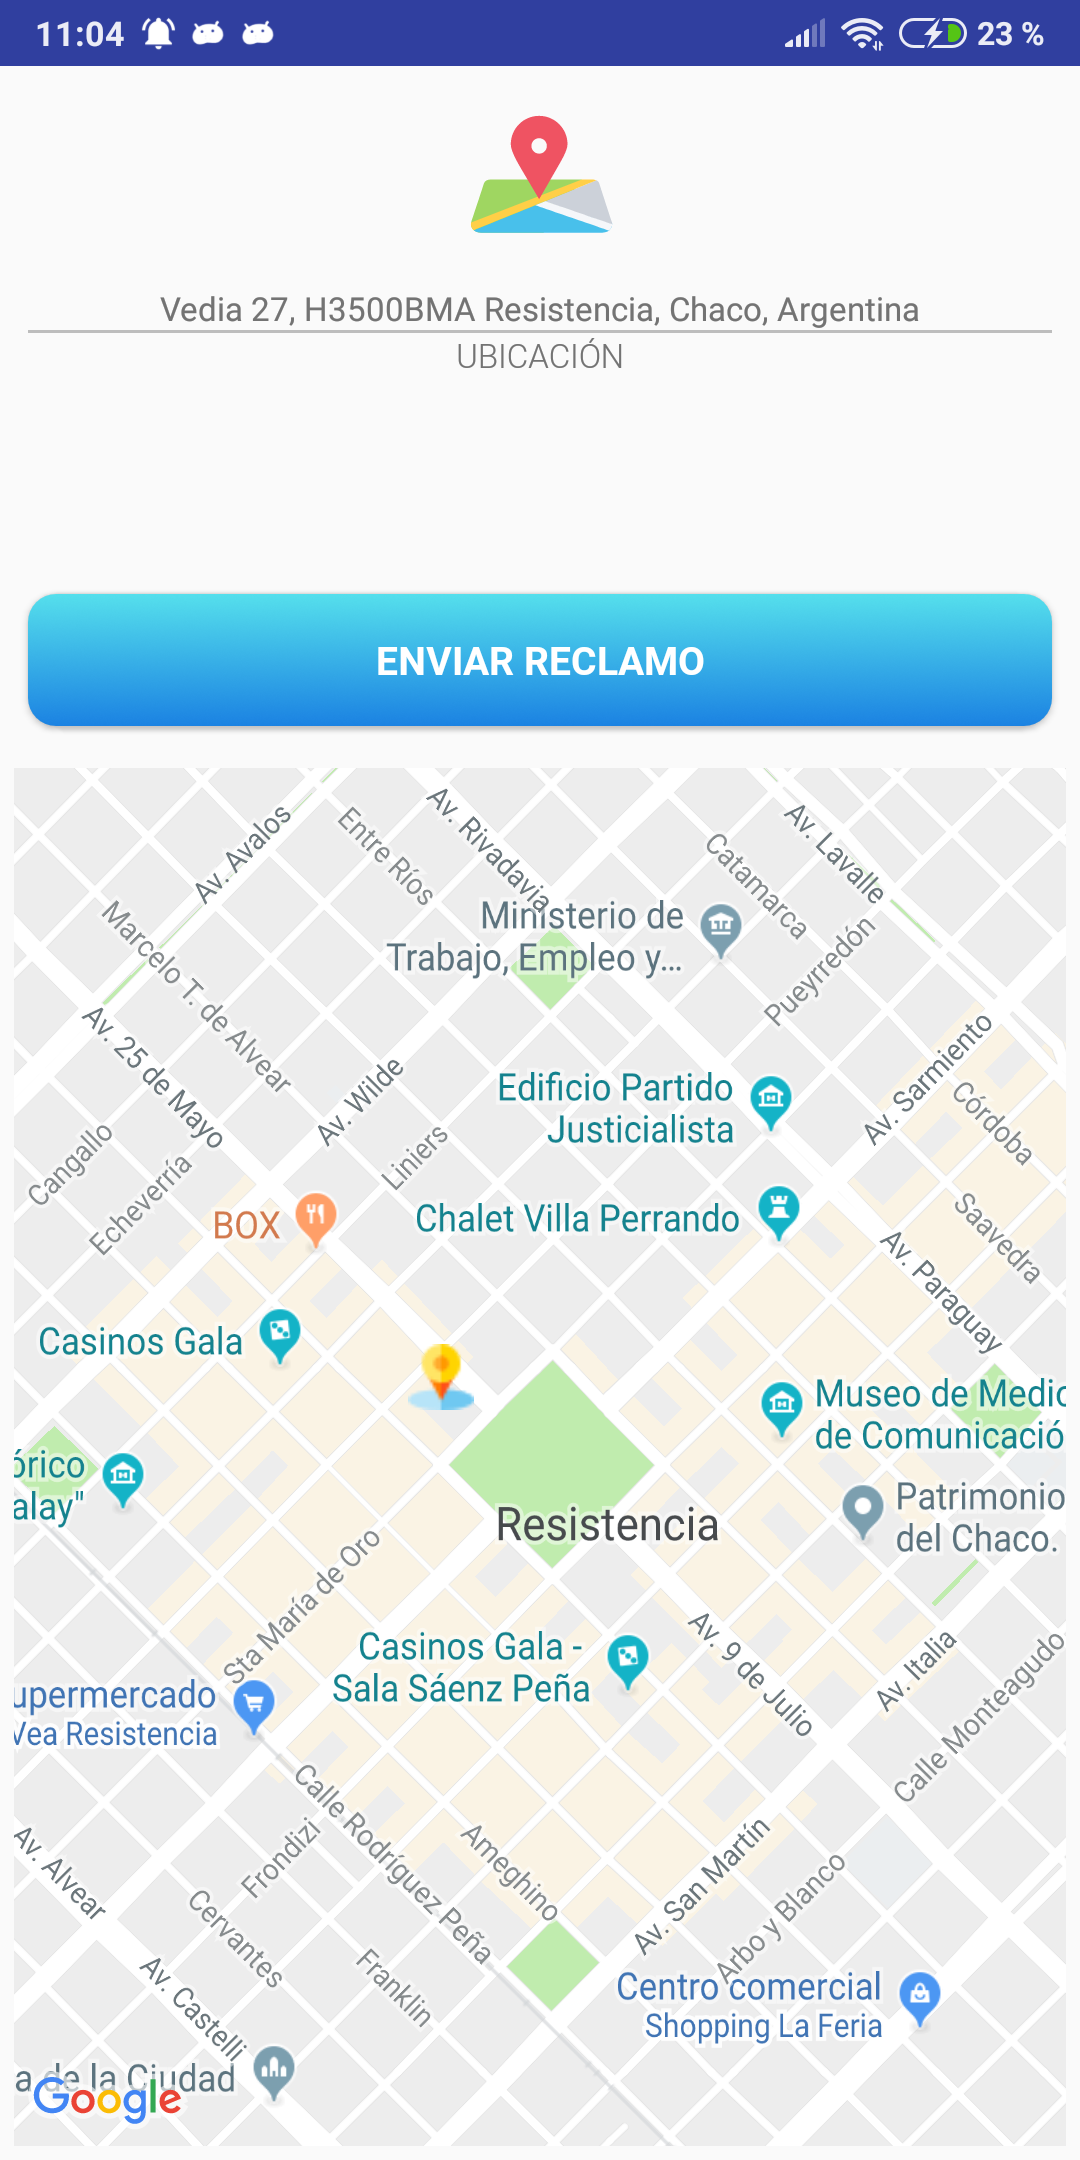 11:04
23 %
Vedia 27, H3500BMA Resistencia, Chaco, Argentina
UBICACIÓN
ENVIAR RECLAMO
Av. Avalos
Entre Ríos
Av. Rivadavia
Catamarca
Av. Lavalle
Ministerio de
Trabajo, Empleo y...
Marcelo T. de Alvear
Pueyrredón
Av. 25 de Mayo
Av. Wilde
Av. Sarmiento
Edificio Partido
Justicialista
Córdoba
Cangallo
Echeverría
Liniers
BOX
Chalet Villa Perrando
Saavedra
Av. Paraguay
Casinos Gala
Museo de Medic
de Comunicació
órico
alay"
Patrimonio
del Chaco.
Resistencia
Sta María de Oro
Casinos Gala -
Sala Sáenz Peña
Av. 9 de Julio
Av. Italia
Calle Monteagudo
upermercado
Vea Resistencia
Calle Rodríguez Peña
Frondizi
Ameghino
Av. San Martín
Av. Alvear
Cervantes
Arbo y Blanco
Av. Castelli
Franklin
Centro comercial
Shopping La Feria
a de la Ciudad
Google